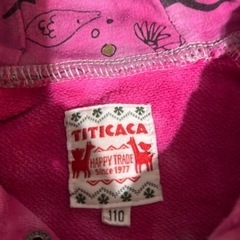 TITICACA
HAPPY TRADE
since 1977
110